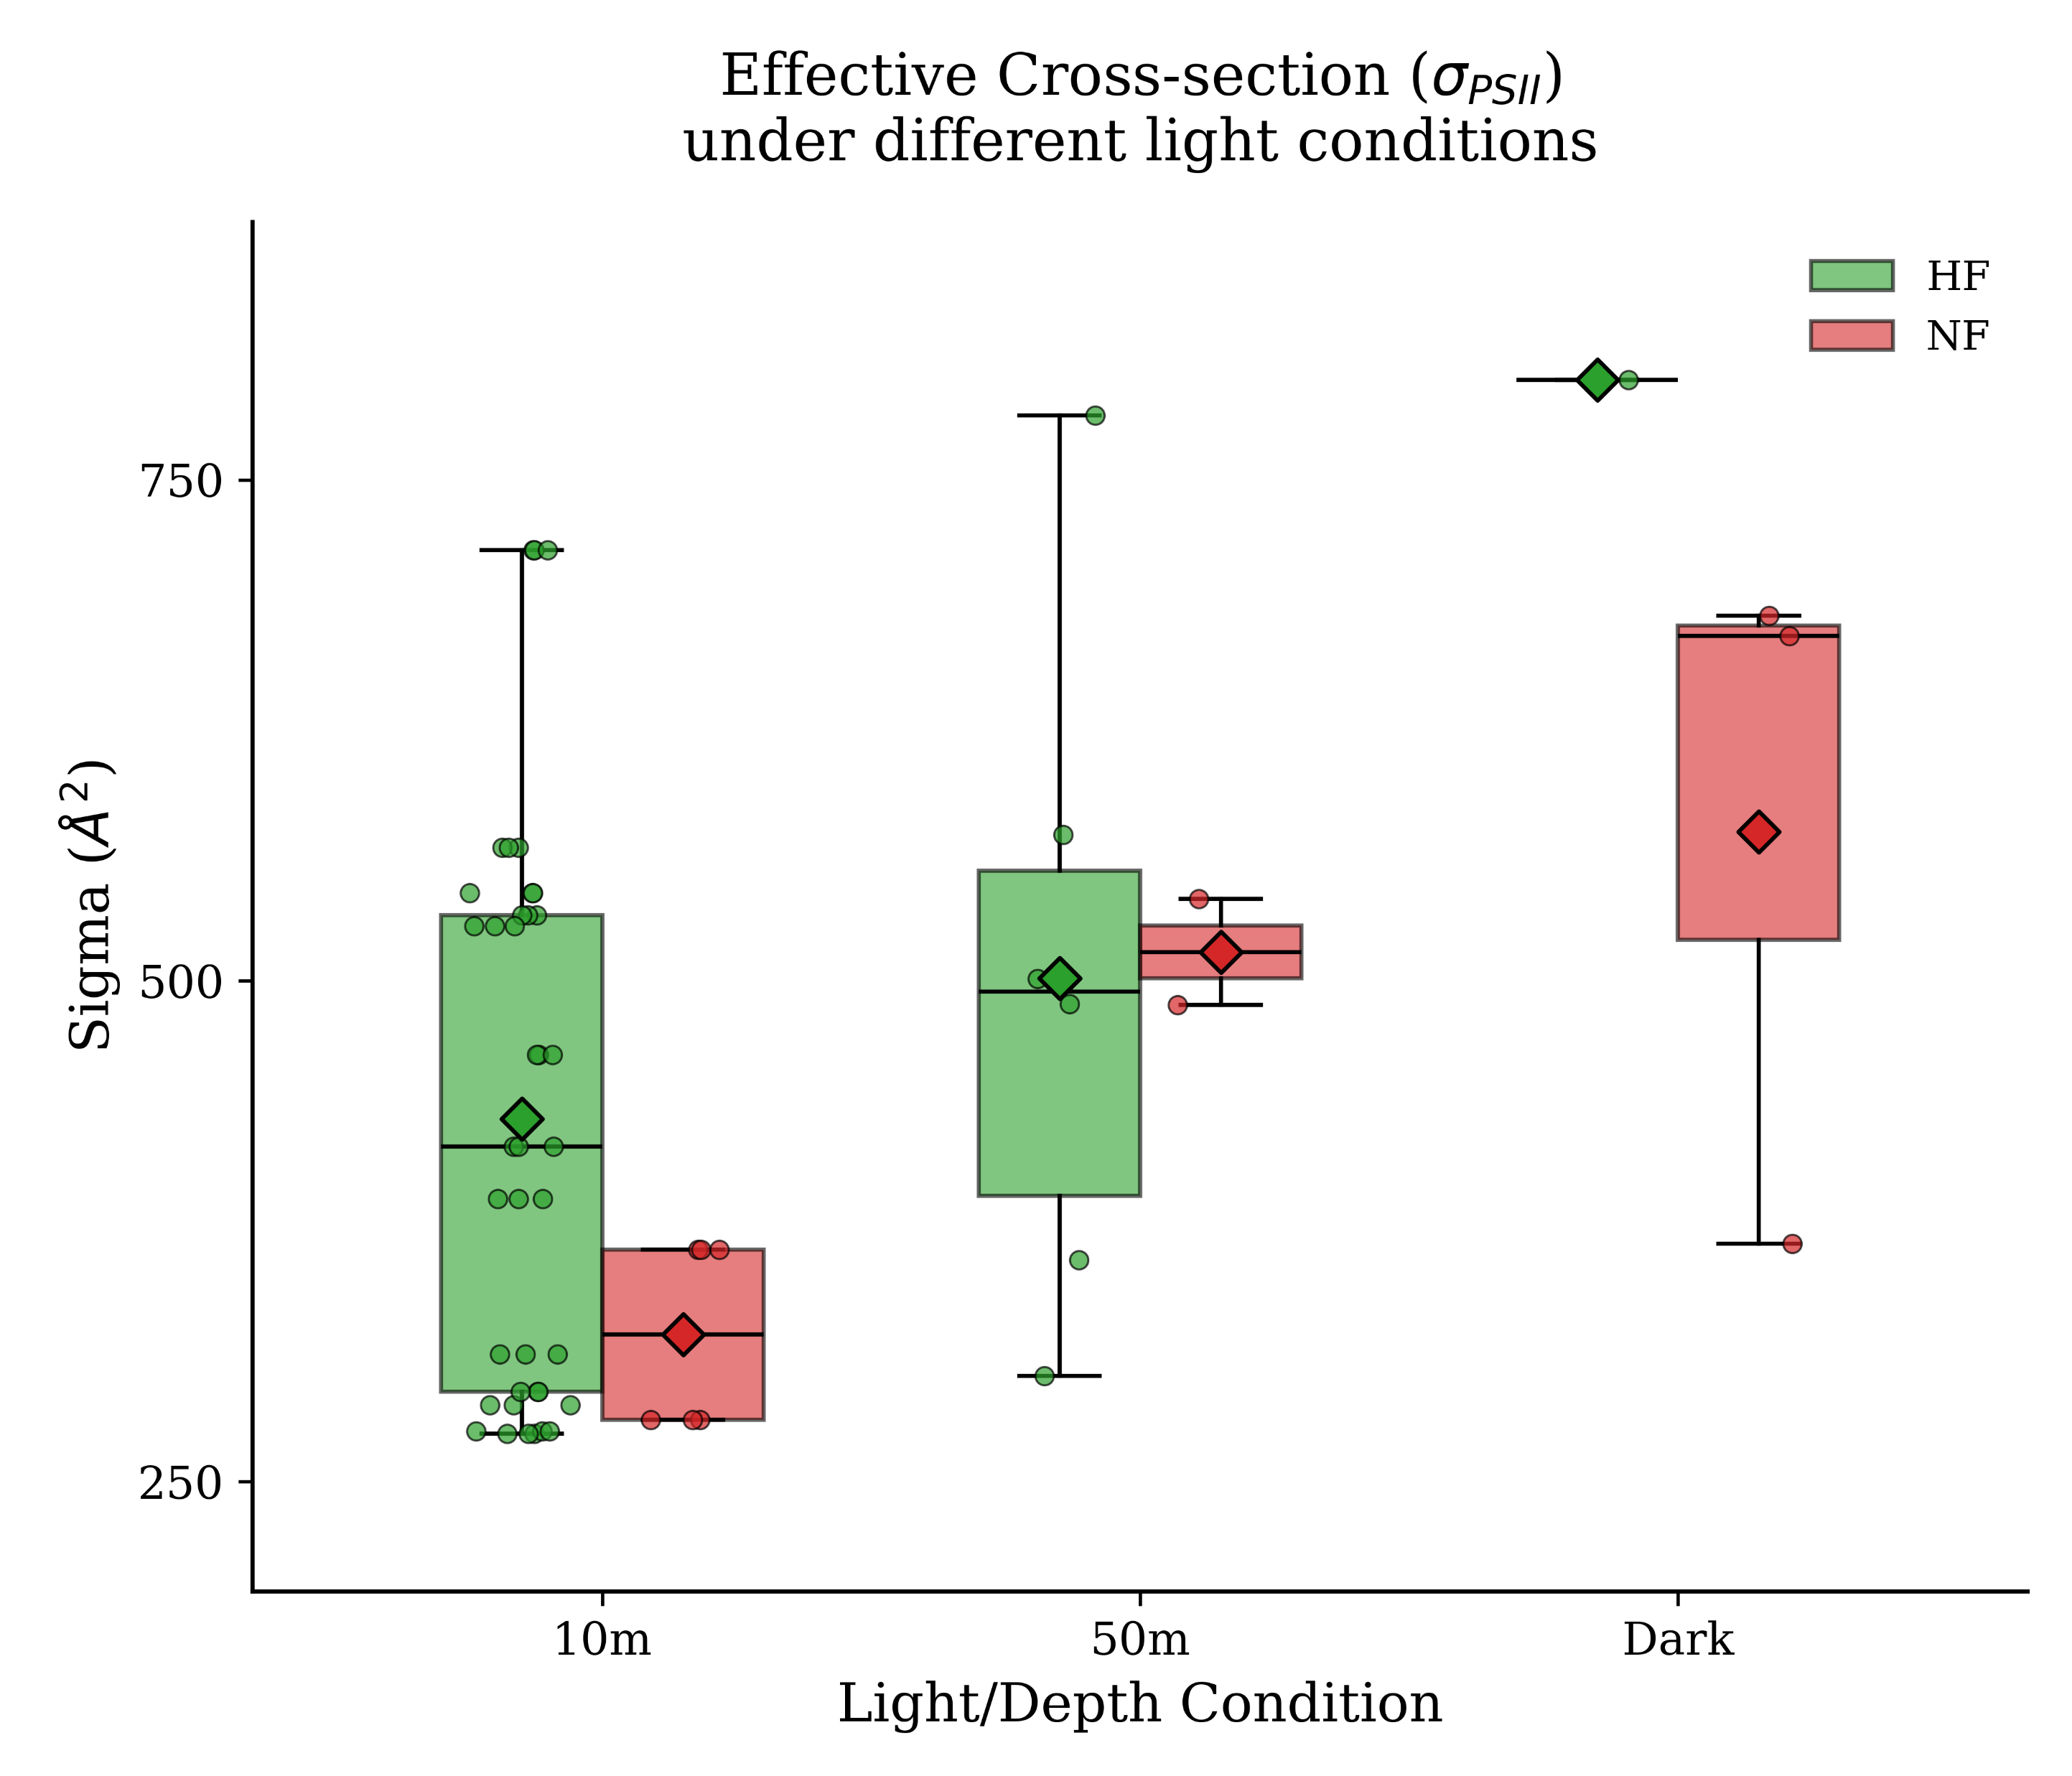 Effective Cross-section (σ_PSII)
under different light conditions
HF
NF
750
500
250
Sigma (Å²)
10m
50m
Dark
Light/Depth Condition